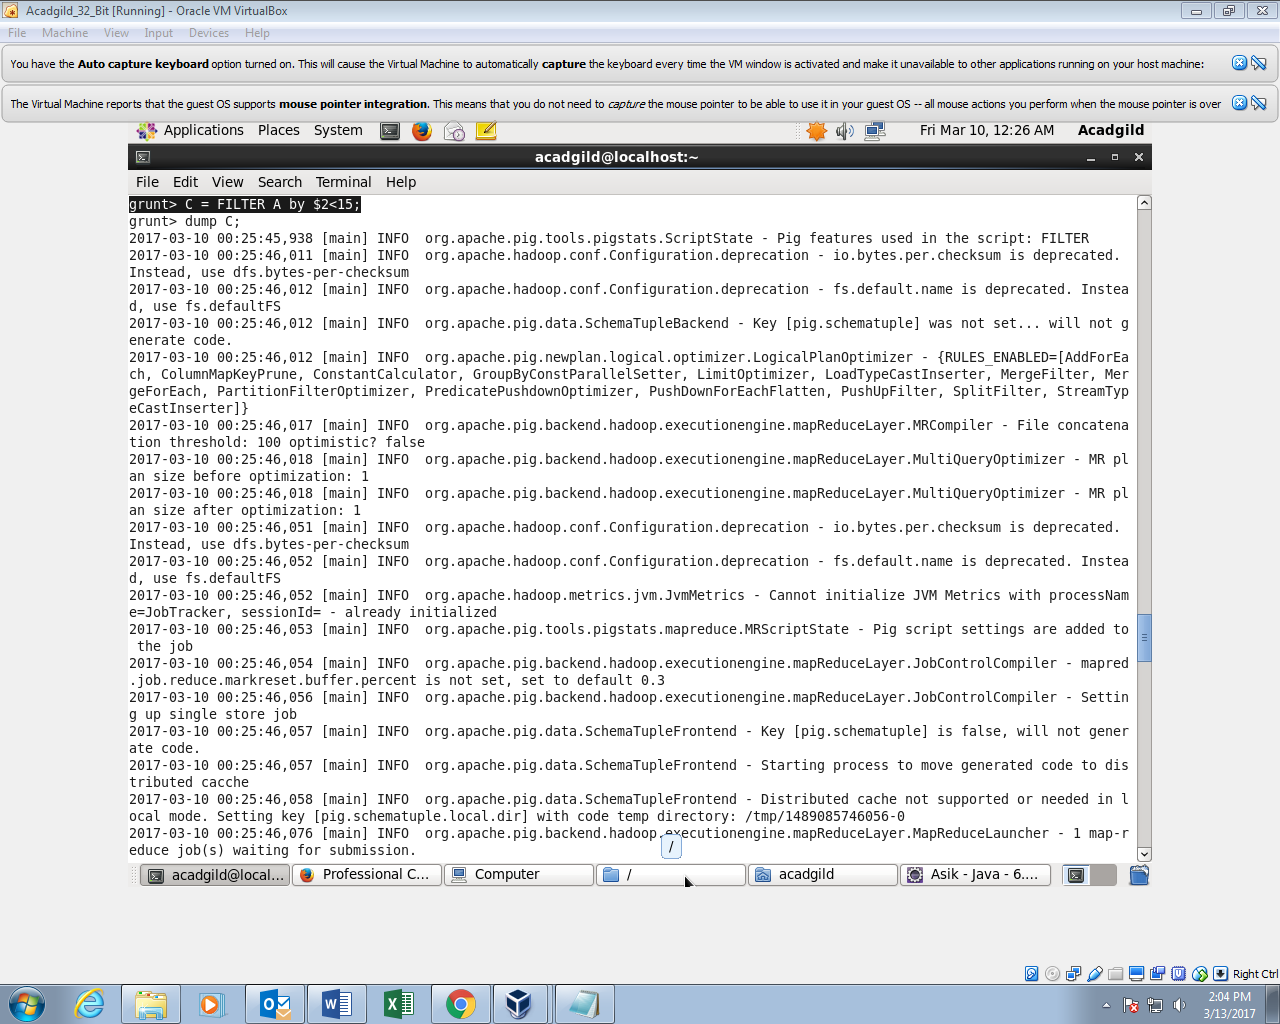 Acadgild_32_Bit [Running] - Oracle VM VirtualBox
File Machine View Input Devices Help
You have the Auto capture keyboard option turned on. This will cause the Virtual Machine to automatically capture the keyboard every time the VM window is activated and make it unavailable to other applications running on your host machine:
The Virtual Machine reports that the guest OS supports mouse pointer integration. This means that you do not need to capture the mouse pointer to be able to use it in your guest OS -- all mouse actions you perform when the mouse pointer is over
Applications Places System Fri Mar 10, 12:26 AM Acadgild
acadgild@localhost:~
File Edit View Search Terminal Help
grunt> C = FILTER A by $2<15;
grunt> dump C;
2017-03-10 00:25:45,938 [main] INFO  org.apache.pig.tools.pigstats.ScriptState - Pig features used in the script: FILTER
2017-03-10 00:25:46,011 [main] INFO  org.apache.hadoop.conf.Configuration.deprecation - io.bytes.per.checksum is deprecated.
Instead, use dfs.bytes-per-checksum
2017-03-10 00:25:46,012 [main] INFO  org.apache.hadoop.conf.Configuration.deprecation - fs.default.name is deprecated. Instea
d, use fs.defaultFS
2017-03-10 00:25:46,012 [main] INFO  org.apache.pig.data.SchemaTupleBackend - Key [pig.schematuple] was not set... will not g
enerate code.
2017-03-10 00:25:46,012 [main] INFO  org.apache.pig.newplan.logical.optimizer.LogicalPlanOptimizer - {RULES_ENABLED=[AddForEa
ch, ColumnMapKeyPrune, ConstantCalculator, GroupByConstParallelSetter, LimitOptimizer, LoadTypeCastInserter, MergeFilter, Mer
geForEach, PartitionFilterOptimizer, PredicatePushdownOptimizer, PushDownForEachFlatten, PushUpFilter, SplitFilter, StreamTyp
eCastInserter]}
2017-03-10 00:25:46,017 [main] INFO  org.apache.pig.backend.hadoop.executionengine.mapReduceLayer.MRCompiler - File concatena
tion threshold: 100 optimistic? false
2017-03-10 00:25:46,018 [main] INFO  org.apache.pig.backend.hadoop.executionengine.mapReduceLayer.MultiQueryOptimizer - MR pl
an size before optimization: 1
2017-03-10 00:25:46,018 [main] INFO  org.apache.pig.backend.hadoop.executionengine.mapReduceLayer.MultiQueryOptimizer - MR pl
an size after optimization: 1
2017-03-10 00:25:46,051 [main] INFO  org.apache.hadoop.conf.Configuration.deprecation - io.bytes.per.checksum is deprecated.
Instead, use dfs.bytes-per-checksum
2017-03-10 00:25:46,052 [main] INFO  org.apache.hadoop.conf.Configuration.deprecation - fs.default.name is deprecated. Instea
d, use fs.defaultFS
2017-03-10 00:25:46,052 [main] INFO  org.apache.hadoop.metrics.jvm.JvmMetrics - Cannot initialize JVM Metrics with processNam
e=JobTracker, sessionId= - already initialized
2017-03-10 00:25:46,053 [main] INFO  org.apache.pig.tools.pigstats.mapreduce.MRScriptState - Pig script settings are added to
 the job
2017-03-10 00:25:46,054 [main] INFO  org.apache.pig.backend.hadoop.executionengine.mapReduceLayer.JobControlCompiler - mapred
.job.reduce.markreset.buffer.percent is not set, set to default 0.3
2017-03-10 00:25:46,056 [main] INFO  org.apache.pig.backend.hadoop.executionengine.mapReduceLayer.JobControlCompiler - Settin
g up single store job
2017-03-10 00:25:46,057 [main] INFO  org.apache.pig.data.SchemaTupleFrontend - Key [pig.schematuple] is false, will not gener
ate code.
2017-03-10 00:25:46,057 [main] INFO  org.apache.pig.data.SchemaTupleFrontend - Starting process to move generated code to dis
tributed cacche
2017-03-10 00:25:46,058 [main] INFO  org.apache.pig.data.SchemaTupleFrontend - Distributed cache not supported or needed in l
ocal mode. Setting key [pig.schematuple.local.dir] with code temp directory: /tmp/1489085746056-0
2017-03-10 00:25:46,076 [main] INFO  org.apache.pig.backend.hadoop.executionengine.mapReduceLayer.MapReduceLauncher - 1 map-r
educe job(s) waiting for submission.
/
acadgild@local... Professional C... Computer / acadgild Asik - Java - 6....
Right Ctrl
2:04 PM
3/13/2017